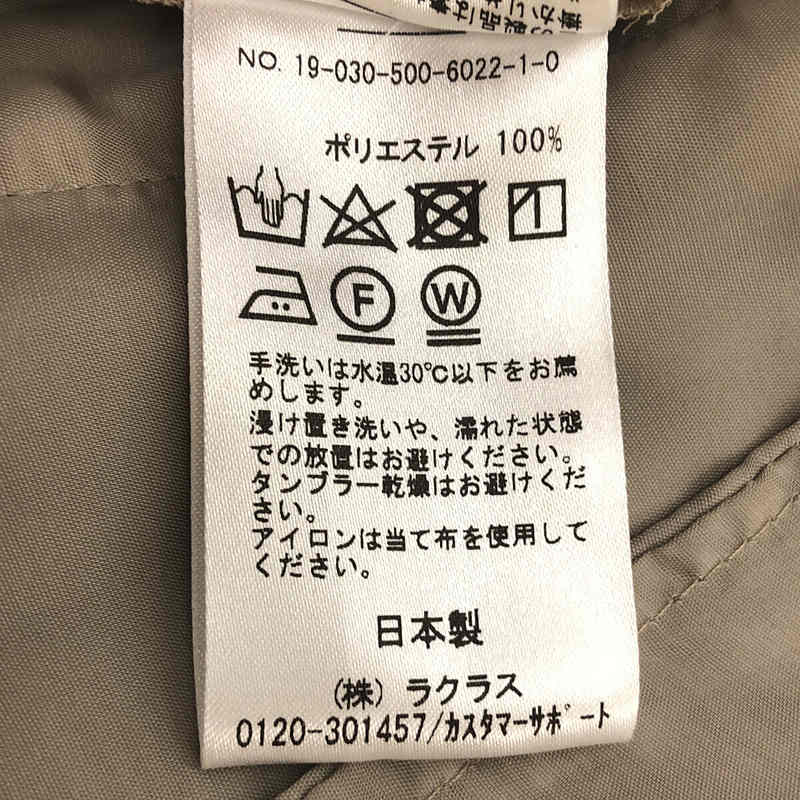 NO. 19-030-500-6022-1-0
ポリエステル 100%
F W
手洗いは水温30℃以下をお薦
めします。
浸け置き洗いや、濡れた状態
での放置はお避けください。
タンブラー乾燥はお避けくだ
さい。
アイロンは当て布を使用して
ください。
日本製
(株) ラクラス
0120-301457/カスタマーサポート